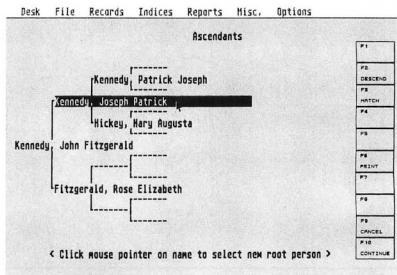 Desk File Records Indices Reports Misc. Options
Ascendants
Kennedy, Patrick Joseph
Kennedy, Joseph Patrick
Hickey, Mary Augusta
Kennedy, John Fitzgerald
Fitzgerald, Rose Elizabeth
< Click mouse pointer on name to select new root person >
F1
F2
DESCEND
F3
MATCH
F4
F5
F6
PRINT
F7
F8
F9
CANCEL
F10
CONTINUE